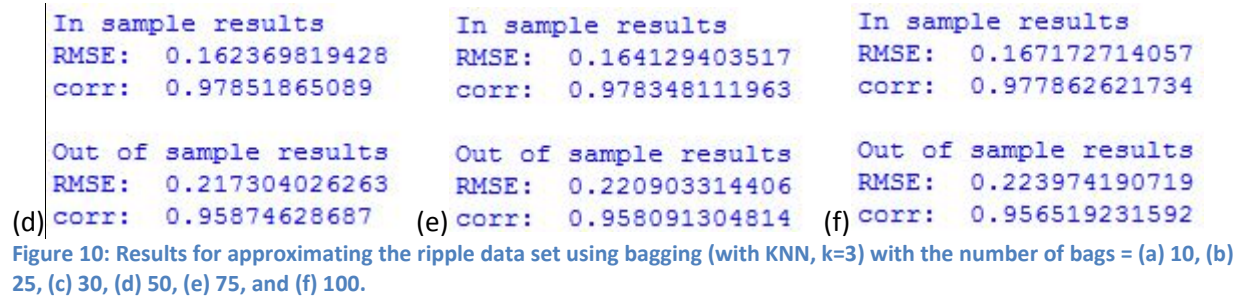 In sample results
RMSE: 0.162369819428
corr: 0.97851865089
Out of sample results
RMSE: 0.217304026263
(d) corr: 0.95874628687
In sample results
RMSE: 0.164129403517
corr: 0.978348111963
Out of sample results
RMSE: 0.220903314406
(e) corr: 0.958091304814
In sample results
RMSE: 0.167172714057
corr: 0.977862621734
Out of sample results
RMSE: 0.223974190719
(f) corr: 0.956519231592
Figure 10: Results for approximating the ripple data set using bagging (with KNN, k=3) with the number of bags = (a) 10, (b)
25, (c) 30, (d) 50, (e) 75, and (f) 100.